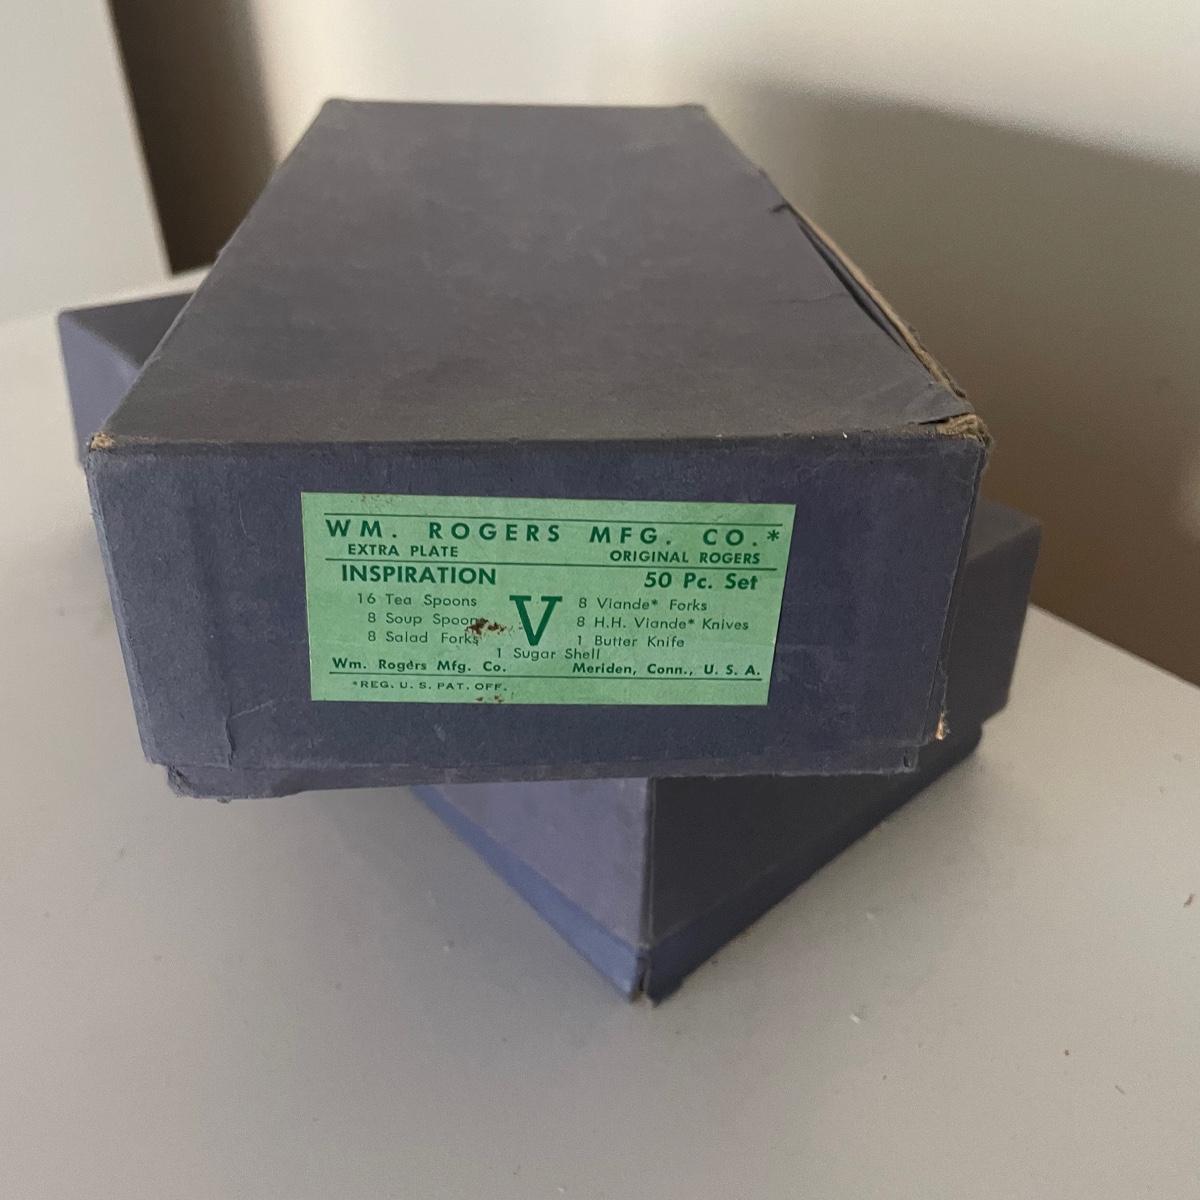 WM. ROGERS MFG. CO.*
EXTRA PLATE ORIGINAL ROGERS
INSPIRATION 50 Pc. Set
16 Tea Spoons
8 Soup Spoons
8 Salad Forks
V
8 Viande* Forks
8 H.H. Viande* Knives
1 Butter Knife
1 Sugar Shell
Wm. Rogers Mfg. Co. Meriden, Conn., U. S. A.
*REG. U. S. PAT. OFF.